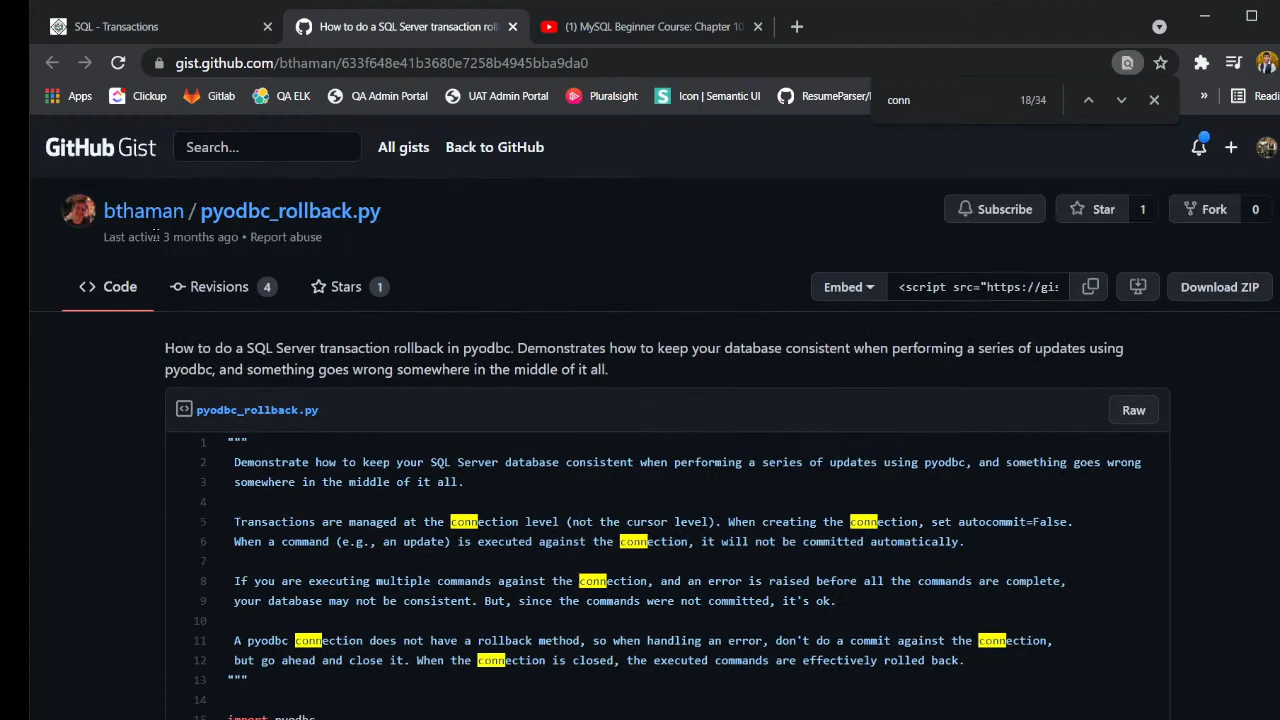 SQL - Transactions
How to do a SQL Server transaction roll
(1) MySQL Beginner Course: Chapter 10
gist.github.com/bthaman/633f648e41b3680e7258b4945bba9da0
Apps Clickup Gitlab QA ELK QA Admin Portal UAT Admin Portal Pluralsight Icon | Semantic UI ResumeParser/ » Readi
conn 18/34
GitHub Gist Search... All gists Back to GitHub
bthaman / pyodbc_rollback.py
Subscribe Star 1 Fork 0
Last active 3 months ago • Report abuse
Code Revisions 4 Stars 1 Embed <script src="https://gis Download ZIP
How to do a SQL Server transaction rollback in pyodbc. Demonstrates how to keep your database consistent when performing a series of updates using
pyodbc, and something goes wrong somewhere in the middle of it all.
pyodbc_rollback.py Raw
1 """
2 Demonstrate how to keep your SQL Server database consistent when performing a series of updates using pyodbc, and something goes wrong
3 somewhere in the middle of it all.
4
5 Transactions are managed at the connection level (not the cursor level). When creating the connection, set autocommit=False.
6 When a command (e.g., an update) is executed against the connection, it will not be committed automatically.
7
8 If you are executing multiple commands against the connection, and an error is raised before all the commands are complete,
9 your database may not be consistent. But, since the commands were not committed, it's ok.
10
11 A pyodbc connection does not have a rollback method, so when handling an error, don't do a commit against the connection,
12 but go ahead and close it. When the connection is closed, the executed commands are effectively rolled back.
13 """
14
15 import pyodbc